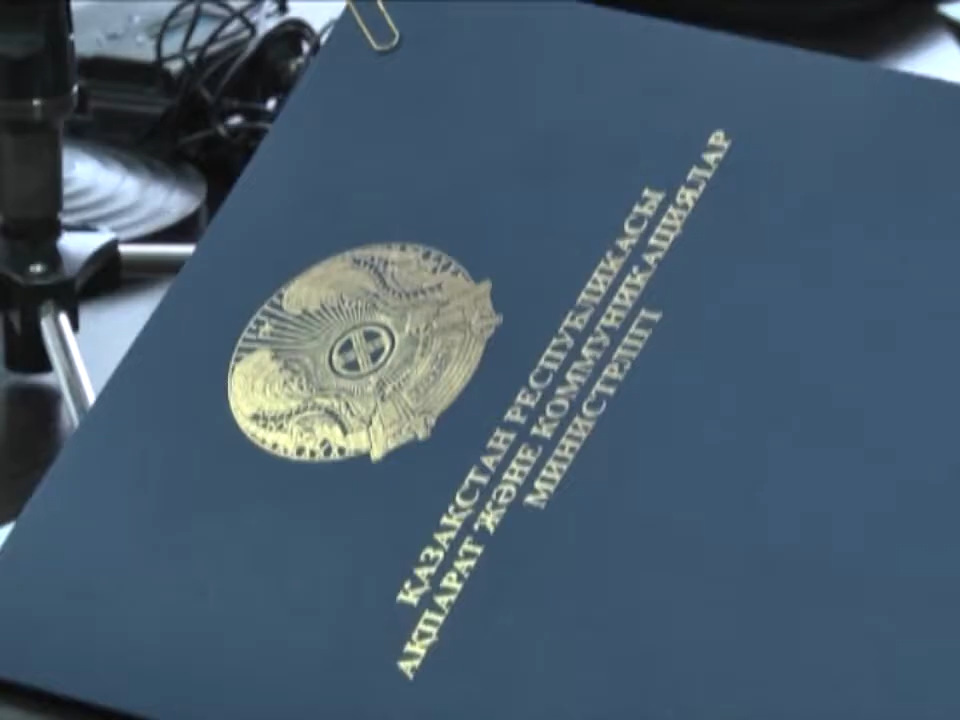 ҚАЗАҚСТАН РЕСПУБЛИКАСЫ
АҚПАРАТ ЖӘНЕ КОММУНИКАЦИЯЛАР
МИНИСТРЛІГІ